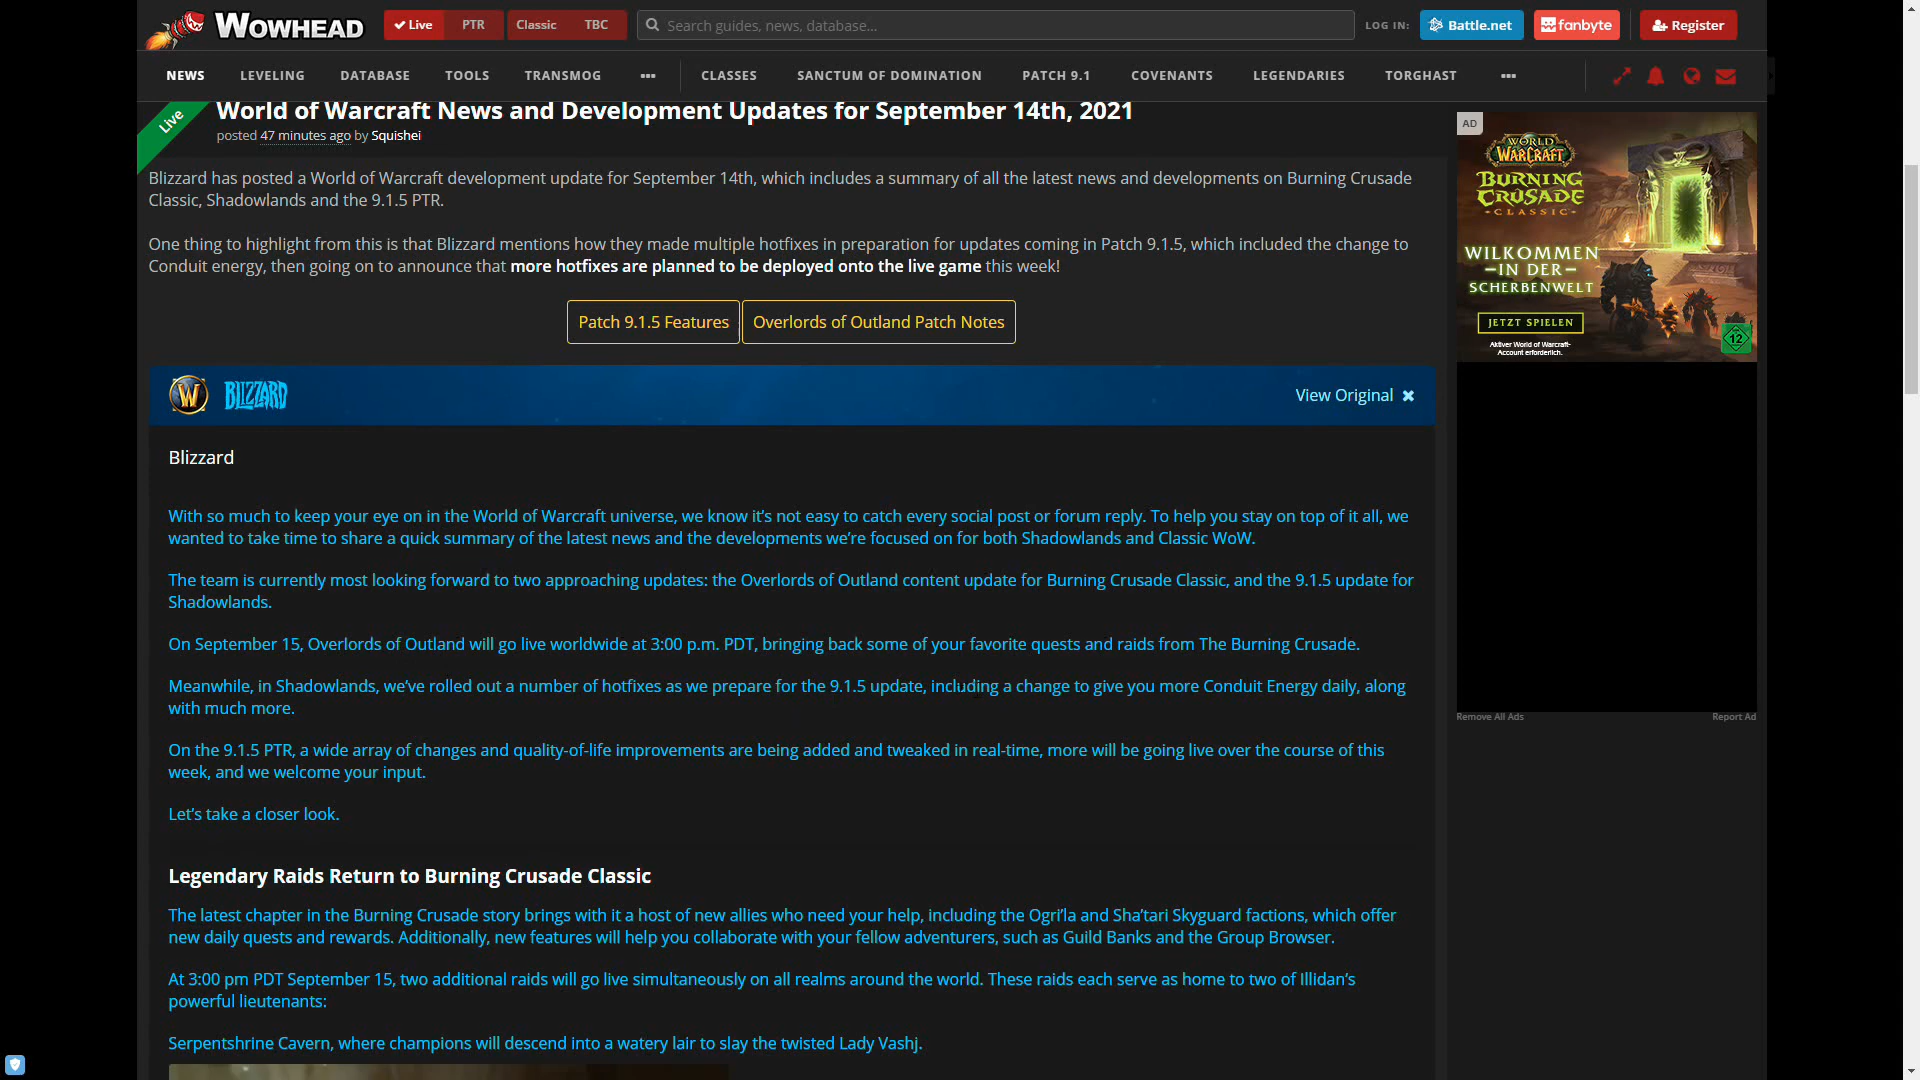 WOWHEAD
Live
PTR
Classic
TBC
Search guides, news, database...
LOG IN:
Battle.net
fanbyte
Register
NEWS
LEVELING
DATABASE
TOOLS
TRANSMOG
•••
CLASSES
SANCTUM OF DOMINATION
PATCH 9.1
COVENANTS
LEGENDARIES
TORGHAST
•••
Live
World of Warcraft News and Development Updates for September 14th, 2021
posted 47 minutes ago by Squishei
Blizzard has posted a World of Warcraft development update for September 14th, which includes a summary of all the latest news and developments on Burning Crusade
Classic, Shadowlands and the 9.1.5 PTR.
One thing to highlight from this is that Blizzard mentions how they made multiple hotfixes in preparation for updates coming in Patch 9.1.5, which included the change to
Conduit energy, then going on to announce that more hotfixes are planned to be deployed onto the live game this week!
Patch 9.1.5 Features
Overlords of Outland Patch Notes
W
BLIZZARD
View Original
Blizzard
With so much to keep your eye on in the World of Warcraft universe, we know it's not easy to catch every social post or forum reply. To help you stay on top of it all, we
wanted to take time to share a quick summary of the latest news and the developments we're focused on for both Shadowlands and Classic WoW.
The team is currently most looking forward to two approaching updates: the Overlords of Outland content update for Burning Crusade Classic, and the 9.1.5 update for
Shadowlands.
On September 15, Overlords of Outland will go live worldwide at 3:00 p.m. PDT, bringing back some of your favorite quests and raids from The Burning Crusade.
Meanwhile, in Shadowlands, we've rolled out a number of hotfixes as we prepare for the 9.1.5 update, including a change to give you more Conduit Energy daily, along
with much more.
On the 9.1.5 PTR, a wide array of changes and quality-of-life improvements are being added and tweaked in real-time, more will be going live over the course of this
week, and we welcome your input.
Let's take a closer look.
Legendary Raids Return to Burning Crusade Classic
The latest chapter in the Burning Crusade story brings with it a host of new allies who need your help, including the Ogri'la and Sha'tari Skyguard factions, which offer
new daily quests and rewards. Additionally, new features will help you collaborate with your fellow adventurers, such as Guild Banks and the Group Browser.
At 3:00 pm PDT September 15, two additional raids will go live simultaneously on all realms around the world. These raids each serve as home to two of Illidan's
powerful lieutenants:
Serpentshrine Cavern, where champions will descend into a watery lair to slay the twisted Lady Vashj.
AD
WORLD
OF
WARCRAFT
BURNING
CRUSADE
CLASSIC
WILKOMMEN
IN DER
SCHERBENWELT
JETZT SPIELEN
Aktiver World of Warcraft-
Account erforderlich.
12
Remove All Ads
Report Ad